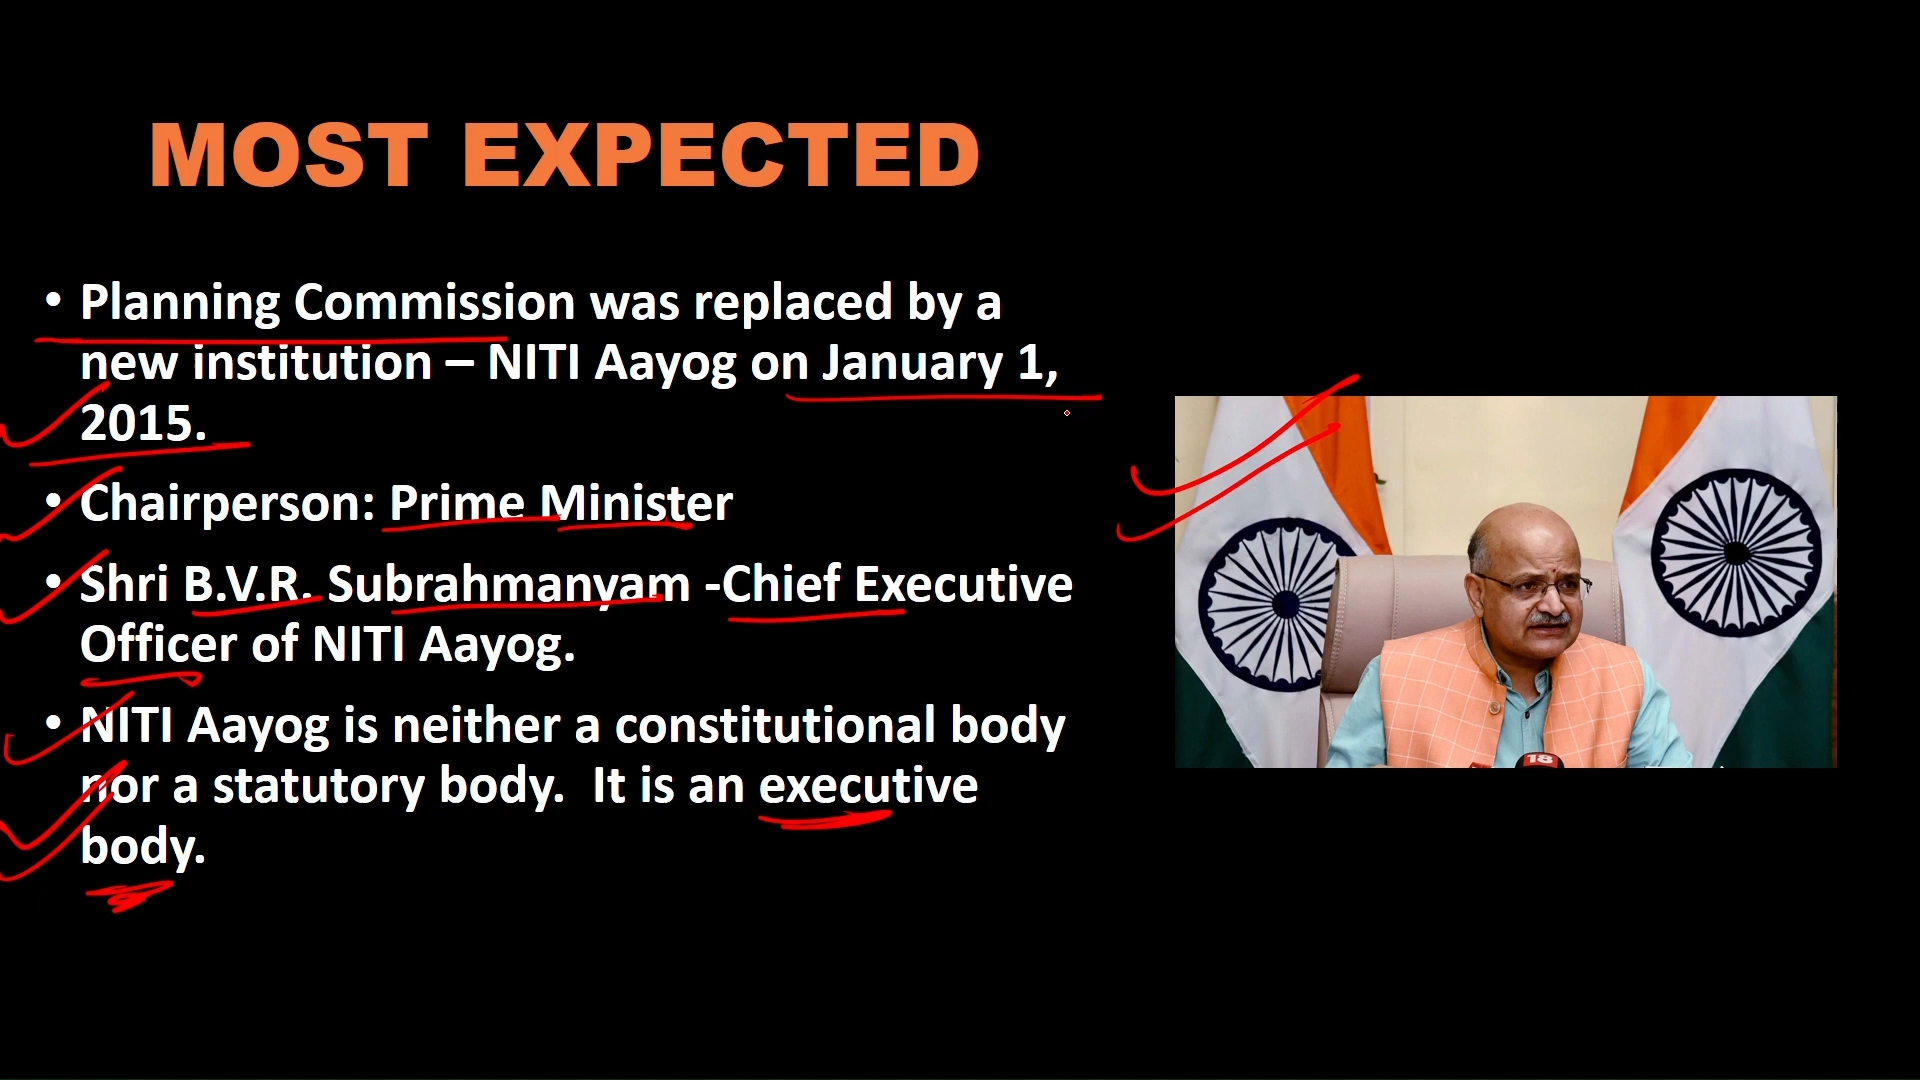 MOST EXPECTED
• Planning Commission was replaced by a
new institution – NITI Aayog on January 1,
2015.
• Chairperson: Prime Minister
• Shri B.V.R. Subrahmanyam -Chief Executive
Officer of NITI Aayog.
• NITI Aayog is neither a constitutional body
nor a statutory body.  It is an executive
body.
18